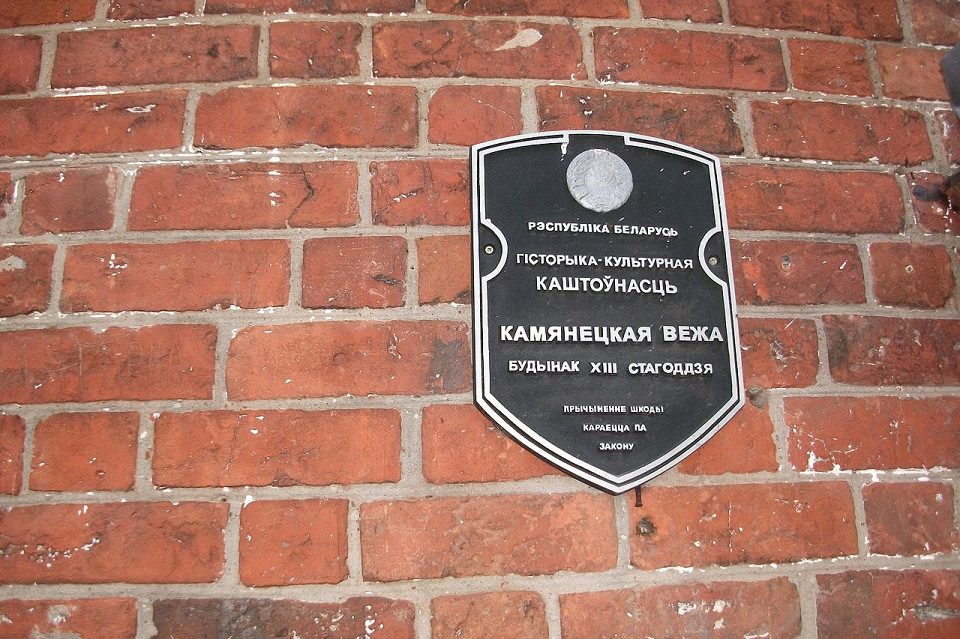 РЭСПУБЛІКА БЕЛАРУСЬ
ГІСТОРЫКА-КУЛЬТУРНАЯ
КАШТОЎНАСЦЬ
КАМЯНЕЦКАЯ ВЕЖА
БУДЫНАК XIII СТАГОДДЗЯ
ПРЫЧЫНЕННЕ ШКОДЫ
КАРАЕЦЦА ПА
ЗАКОНУ